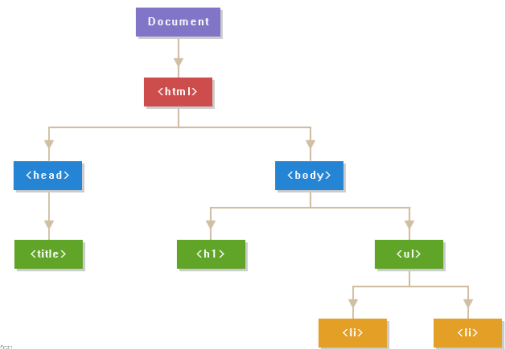 Document
<html>
<head>
<body>
<title>
<h1>
<ul>
<li>
<li>